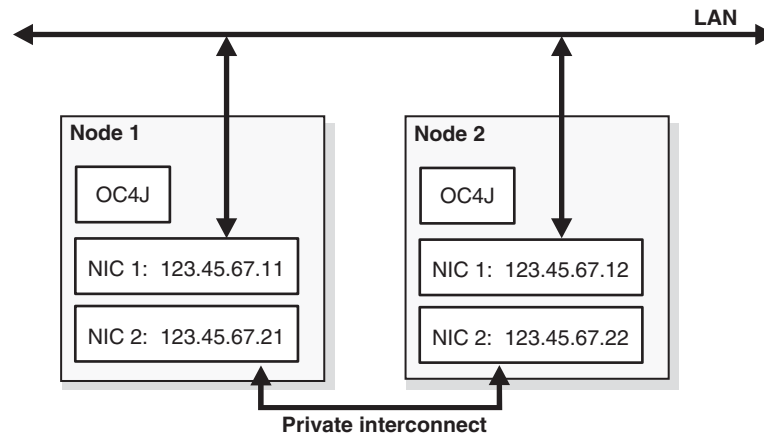 LAN
Node 1
OC4J
NIC 1: 123.45.67.11
NIC 2: 123.45.67.21
Node 2
OC4J
NIC 1: 123.45.67.12
NIC 2: 123.45.67.22
Private interconnect